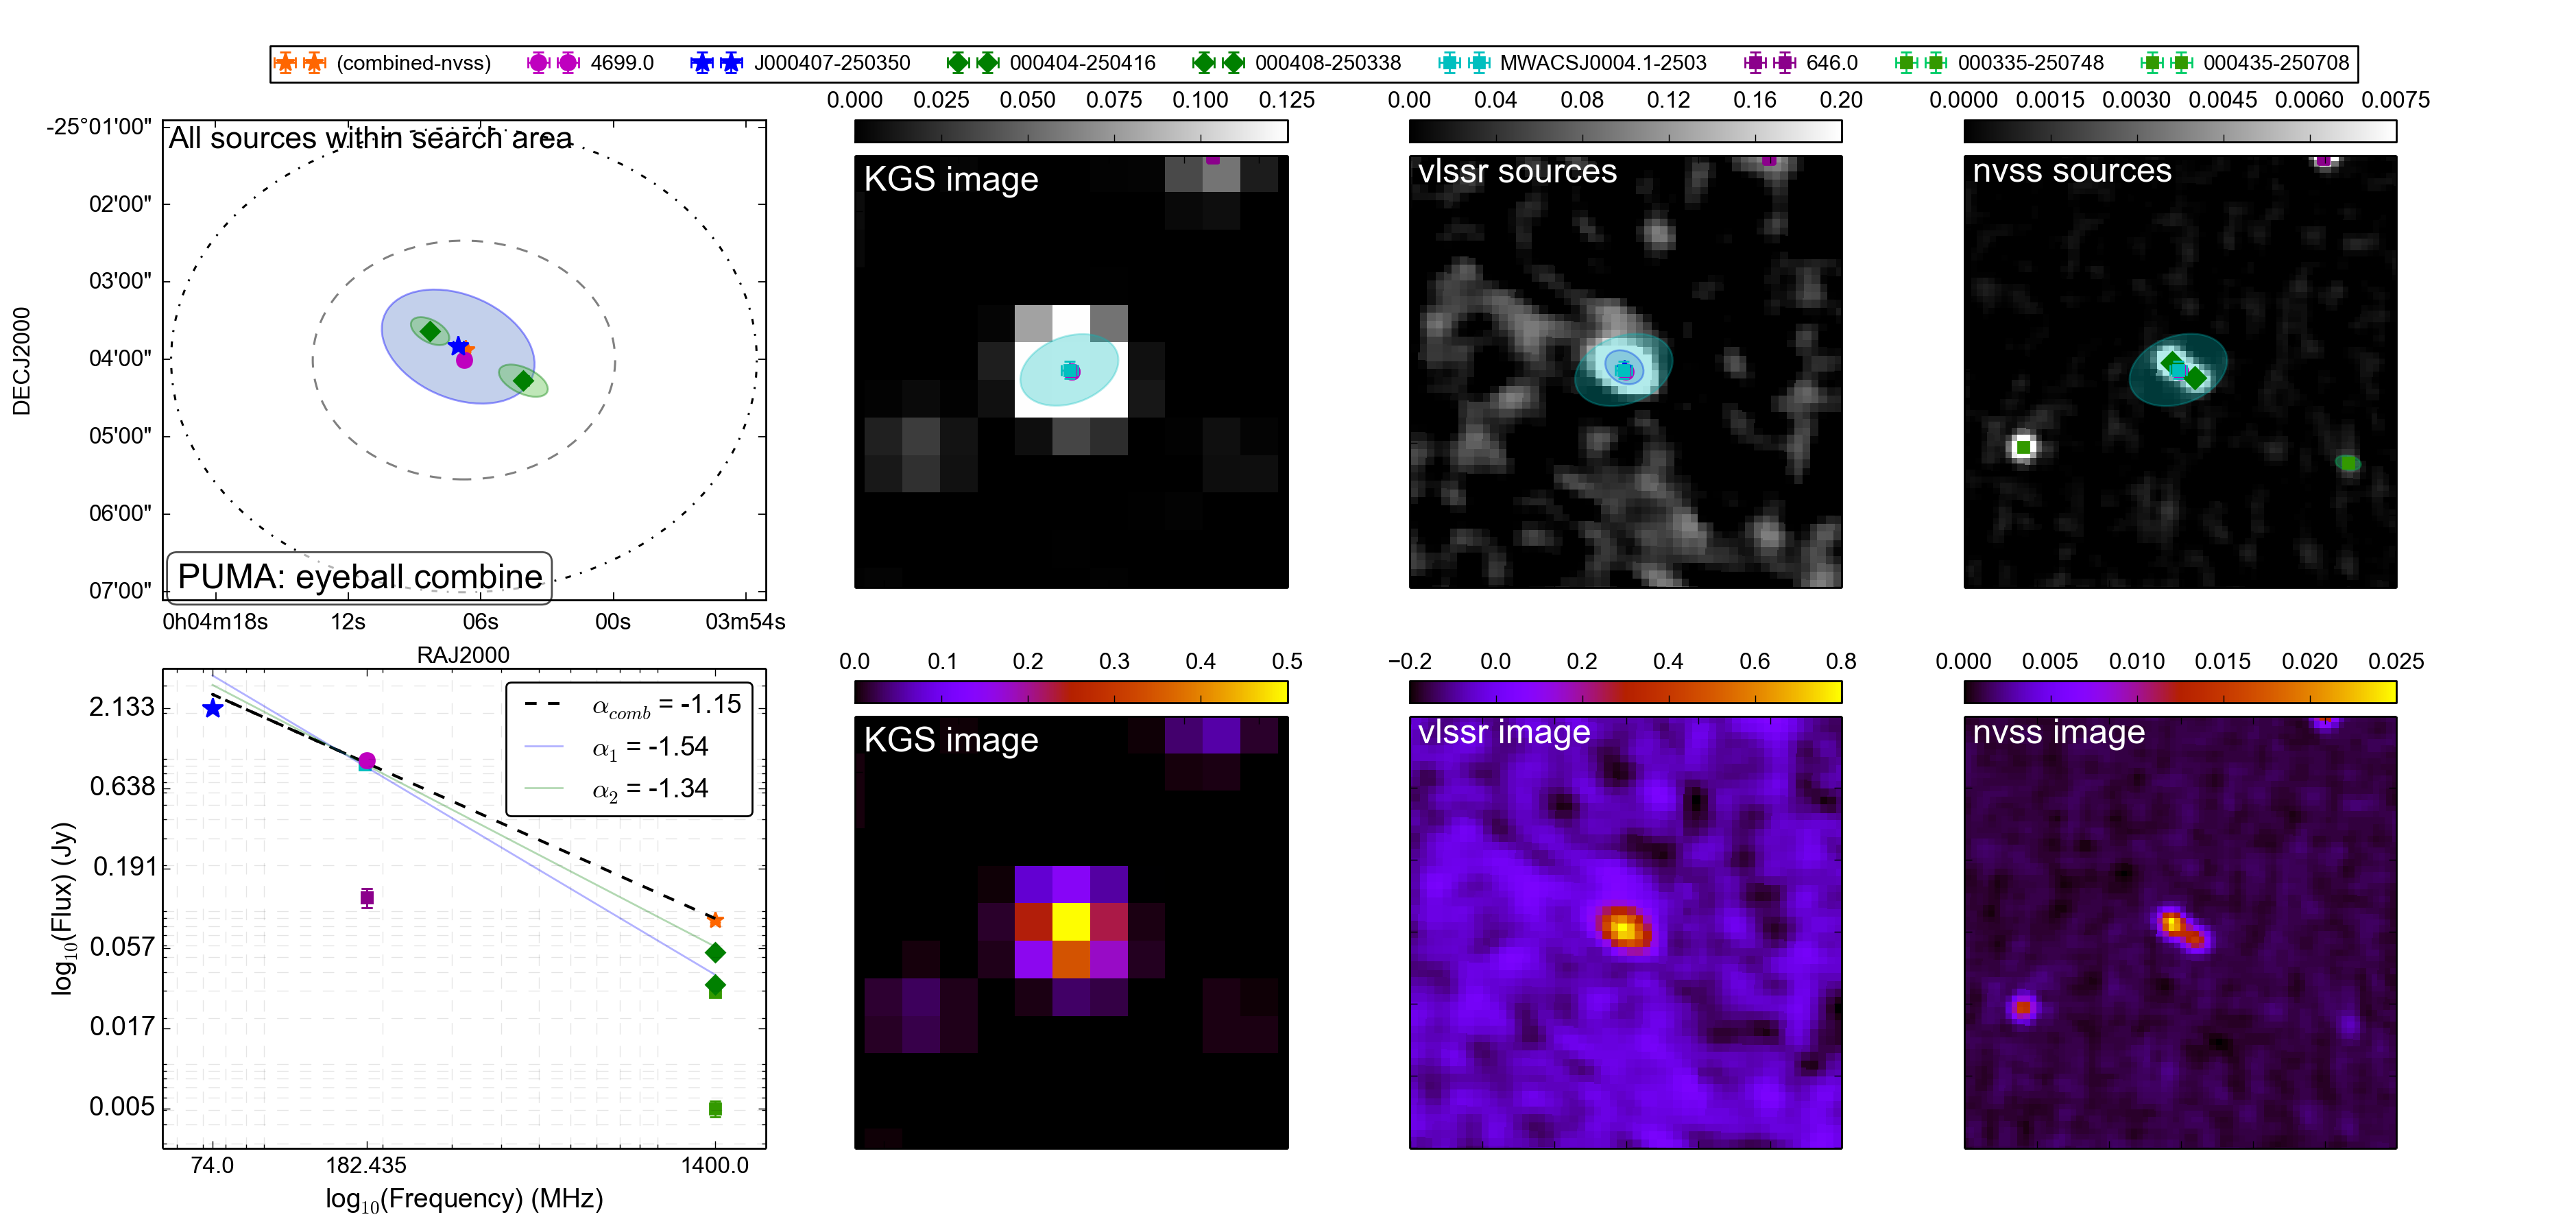 (combined-nvss) 4699.0 J000407-250350 000404-250416 000408-250338 MWACSJ0004.1-2503 646.0 000335-250748 000435-250708
0.000 0.025 0.050 0.075 0.100 0.125
0.00 0.04 0.08 0.12 0.16 0.20
0.0000 0.0015 0.0030 0.0045 0.0060 0.0075
All sources within search area
-25°01'00"
02'00"
03'00"
04'00"
05'00"
06'00"
07'00"
DECJ2000
PUMA: eyeball combine
0h04m18s 12s 06s 00s 03m54s
RAJ2000
KGS image
vlssr sources
nvss sources
2.133
0.638
0.191
0.057
0.017
0.005
log10(Flux) (Jy)
αcomb = -1.15
α1 = -1.54
α2 = -1.34
74.0 182.435 1400.0
log10(Frequency) (MHz)
0.0 0.1 0.2 0.3 0.4 0.5
KGS image
−0.2 0.0 0.2 0.4 0.6 0.8
vlssr image
0.000 0.005 0.010 0.015 0.020 0.025
nvss image